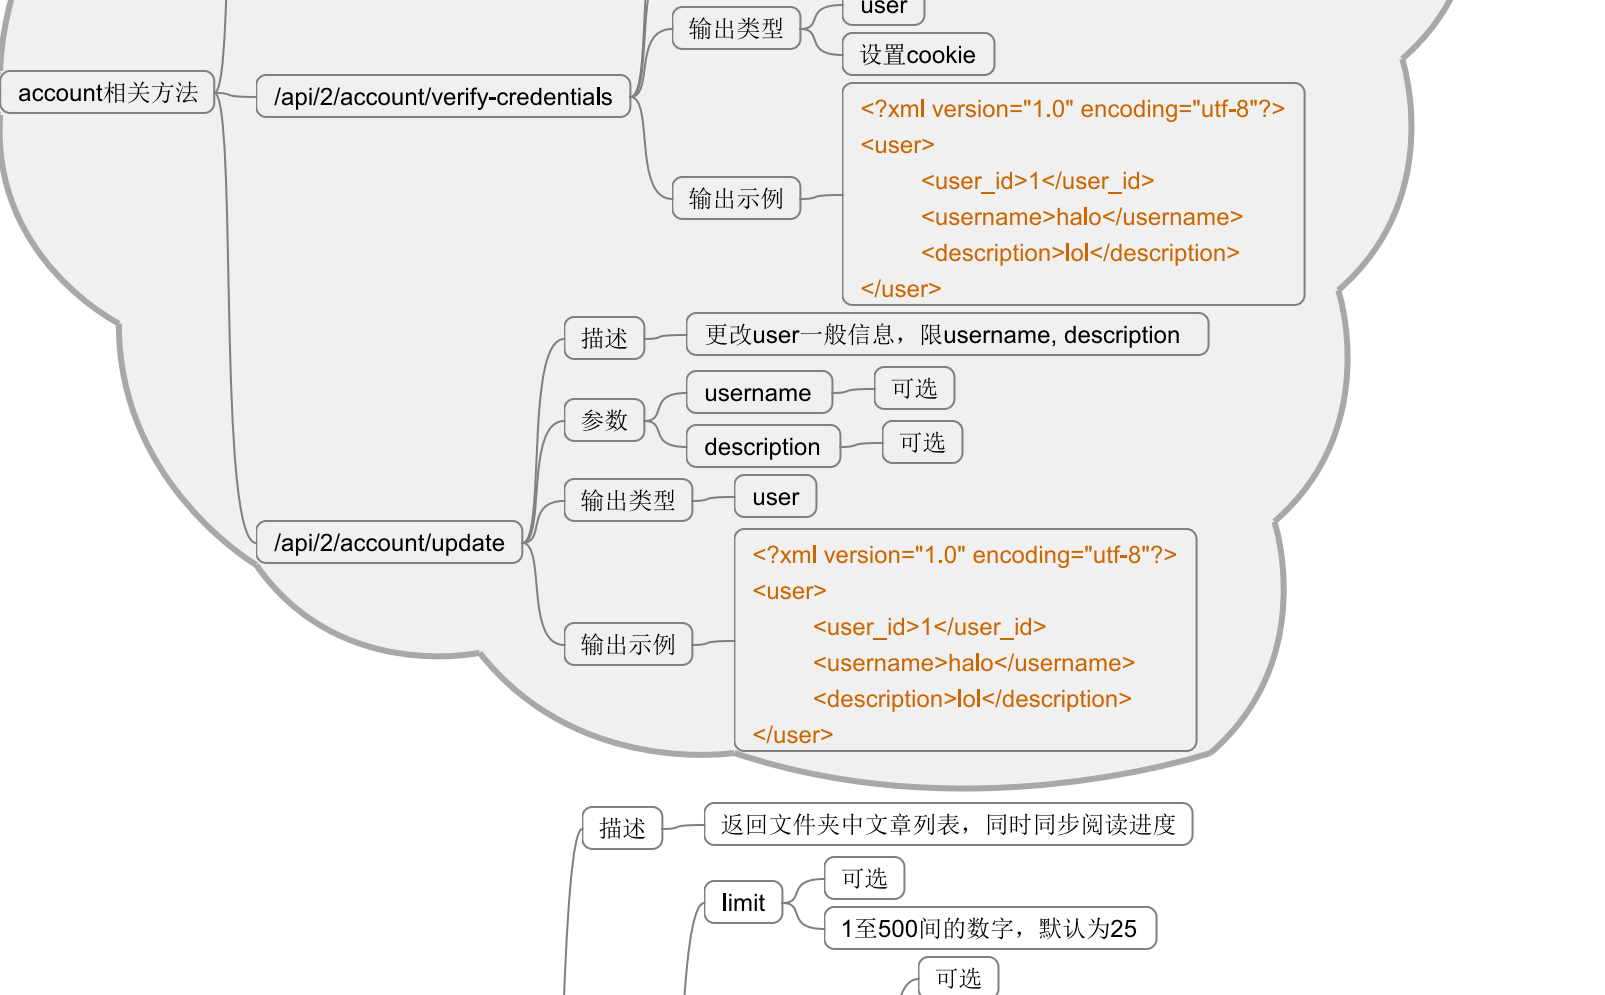 user
输出类型
设置cookie
account相关方法
/api/2/account/verify-credentials
<?xml version="1.0" encoding="utf-8"?>
<user>
<user_id>1</user_id>
输出示例
<username>halo</username>
<description>lol</description>
</user>
描述
更改user一般信息，限username, description
参数
username
可选
description
可选
输出类型
user
/api/2/account/update
<?xml version="1.0" encoding="utf-8"?>
<user>
<user_id>1</user_id>
输出示例
<username>halo</username>
<description>lol</description>
</user>
描述
返回文件夹中文章列表，同时同步阅读进度
limit
可选
1至500间的数字，默认为25
可选